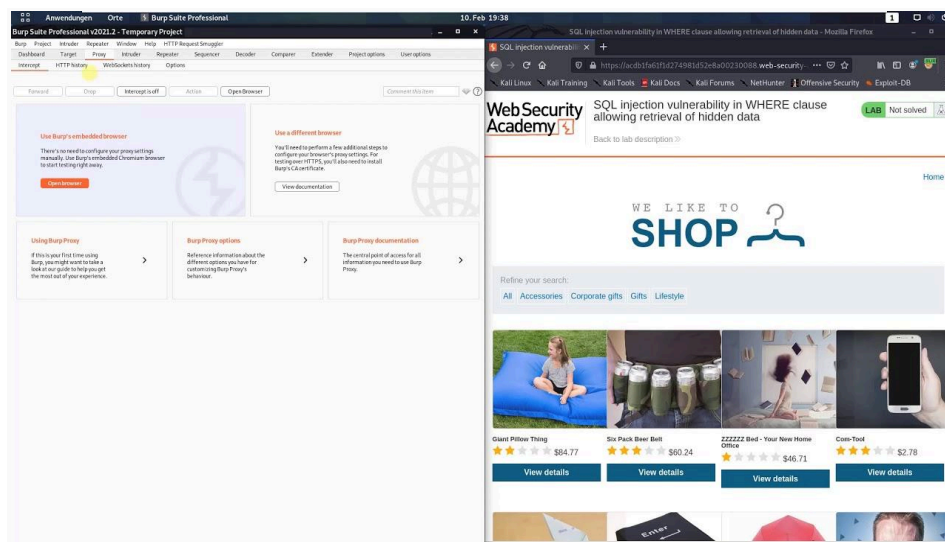 Anwendungen Orte Burp Suite Professional 10. Feb 19:38 1
Burp Suite Professional v2021.2 - Temporary Project
Burp Project Intruder Repeater Window Help HTTP Request Smuggler
Dashboard Target Proxy Intruder Repeater Sequencer Decoder Comparer Extender Project options User options
Intercept HTTP history WebSockets history Options
Forward Drop Intercept is off Action Open Browser Comment this item
Use Burp's embedded browser
There's no need to configure your proxy settings
manually. Use Burp's embedded Chromium browser
to start testing right away.
Open browser
Use a different browser
You'll need to perform a few additional steps to
configure your browser's proxy settings. For
testing over HTTPS, you'll also need to install
Burp's CA certificate.
View documentation
Using Burp Proxy
If this is your first time using
Burp, you might want to take a
look at our guide to help you get
the most out of your experience.
Burp Proxy options
Reference information about the
different options you have for
customizing Burp Proxy's
behaviour.
Burp Proxy documentation
The central point of access for all
information you need to use Burp
Proxy.
SQL injection vulnerability in WHERE clause allowing retrieval of hidden data - Mozilla Firefox
SQL injection vulnerabili
https://acdb1fa61f1d274981d52e8a00230088.web-security-
Kali Linux Kali Training Kali Tools Kali Docs Kali Forums NetHunter Offensive Security Exploit-DB
Web Security
Academy
SQL injection vulnerability in WHERE clause
allowing retrieval of hidden data
Back to lab description
LAB Not solved
Home
WE LIKE TO
SHOP
Refine your search:
All Accessories Corporate gifts Gifts Lifestyle
Giant Pillow Thing
$84.77
View details
Six Pack Beer Belt
$60.24
View details
ZZZZZZ Bed - Your New Home
Office
$46.71
View details
Com-Tool
$2.78
View details
Enter